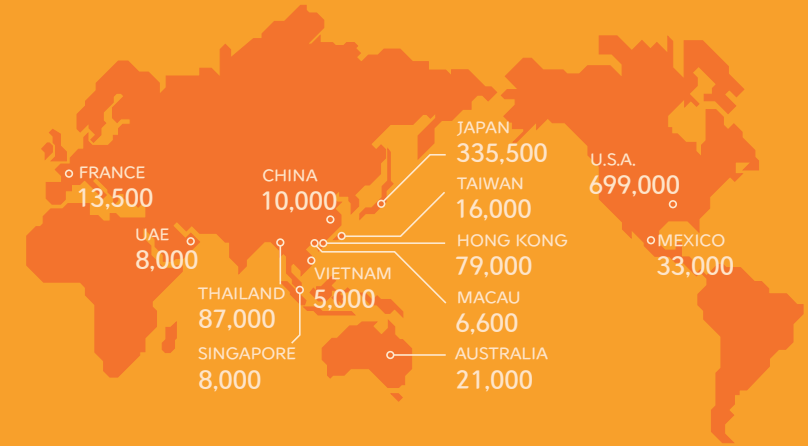 FRANCE
13,500
UAE
8,000
CHINA
10,000
THAILAND
87,000
SINGAPORE
8,000
VIETNAM
5,000
JAPAN
335,500
TAIWAN
16,000
HONG KONG
79,000
MACAU
6,600
AUSTRALIA
21,000
U.S.A.
699,000
MEXICO
33,000